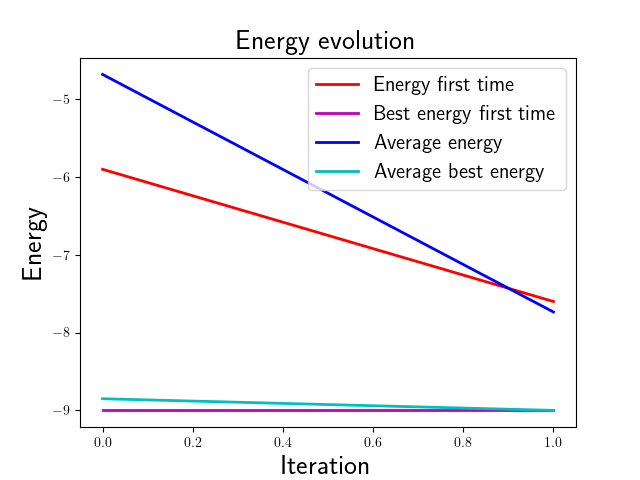 Energy evolution
Energy first time
Best energy first time
Average energy
Average best energy
Energy
−5
−6
−7
−8
−9
0.0 0.2 0.4 0.6 0.8 1.0
Iteration